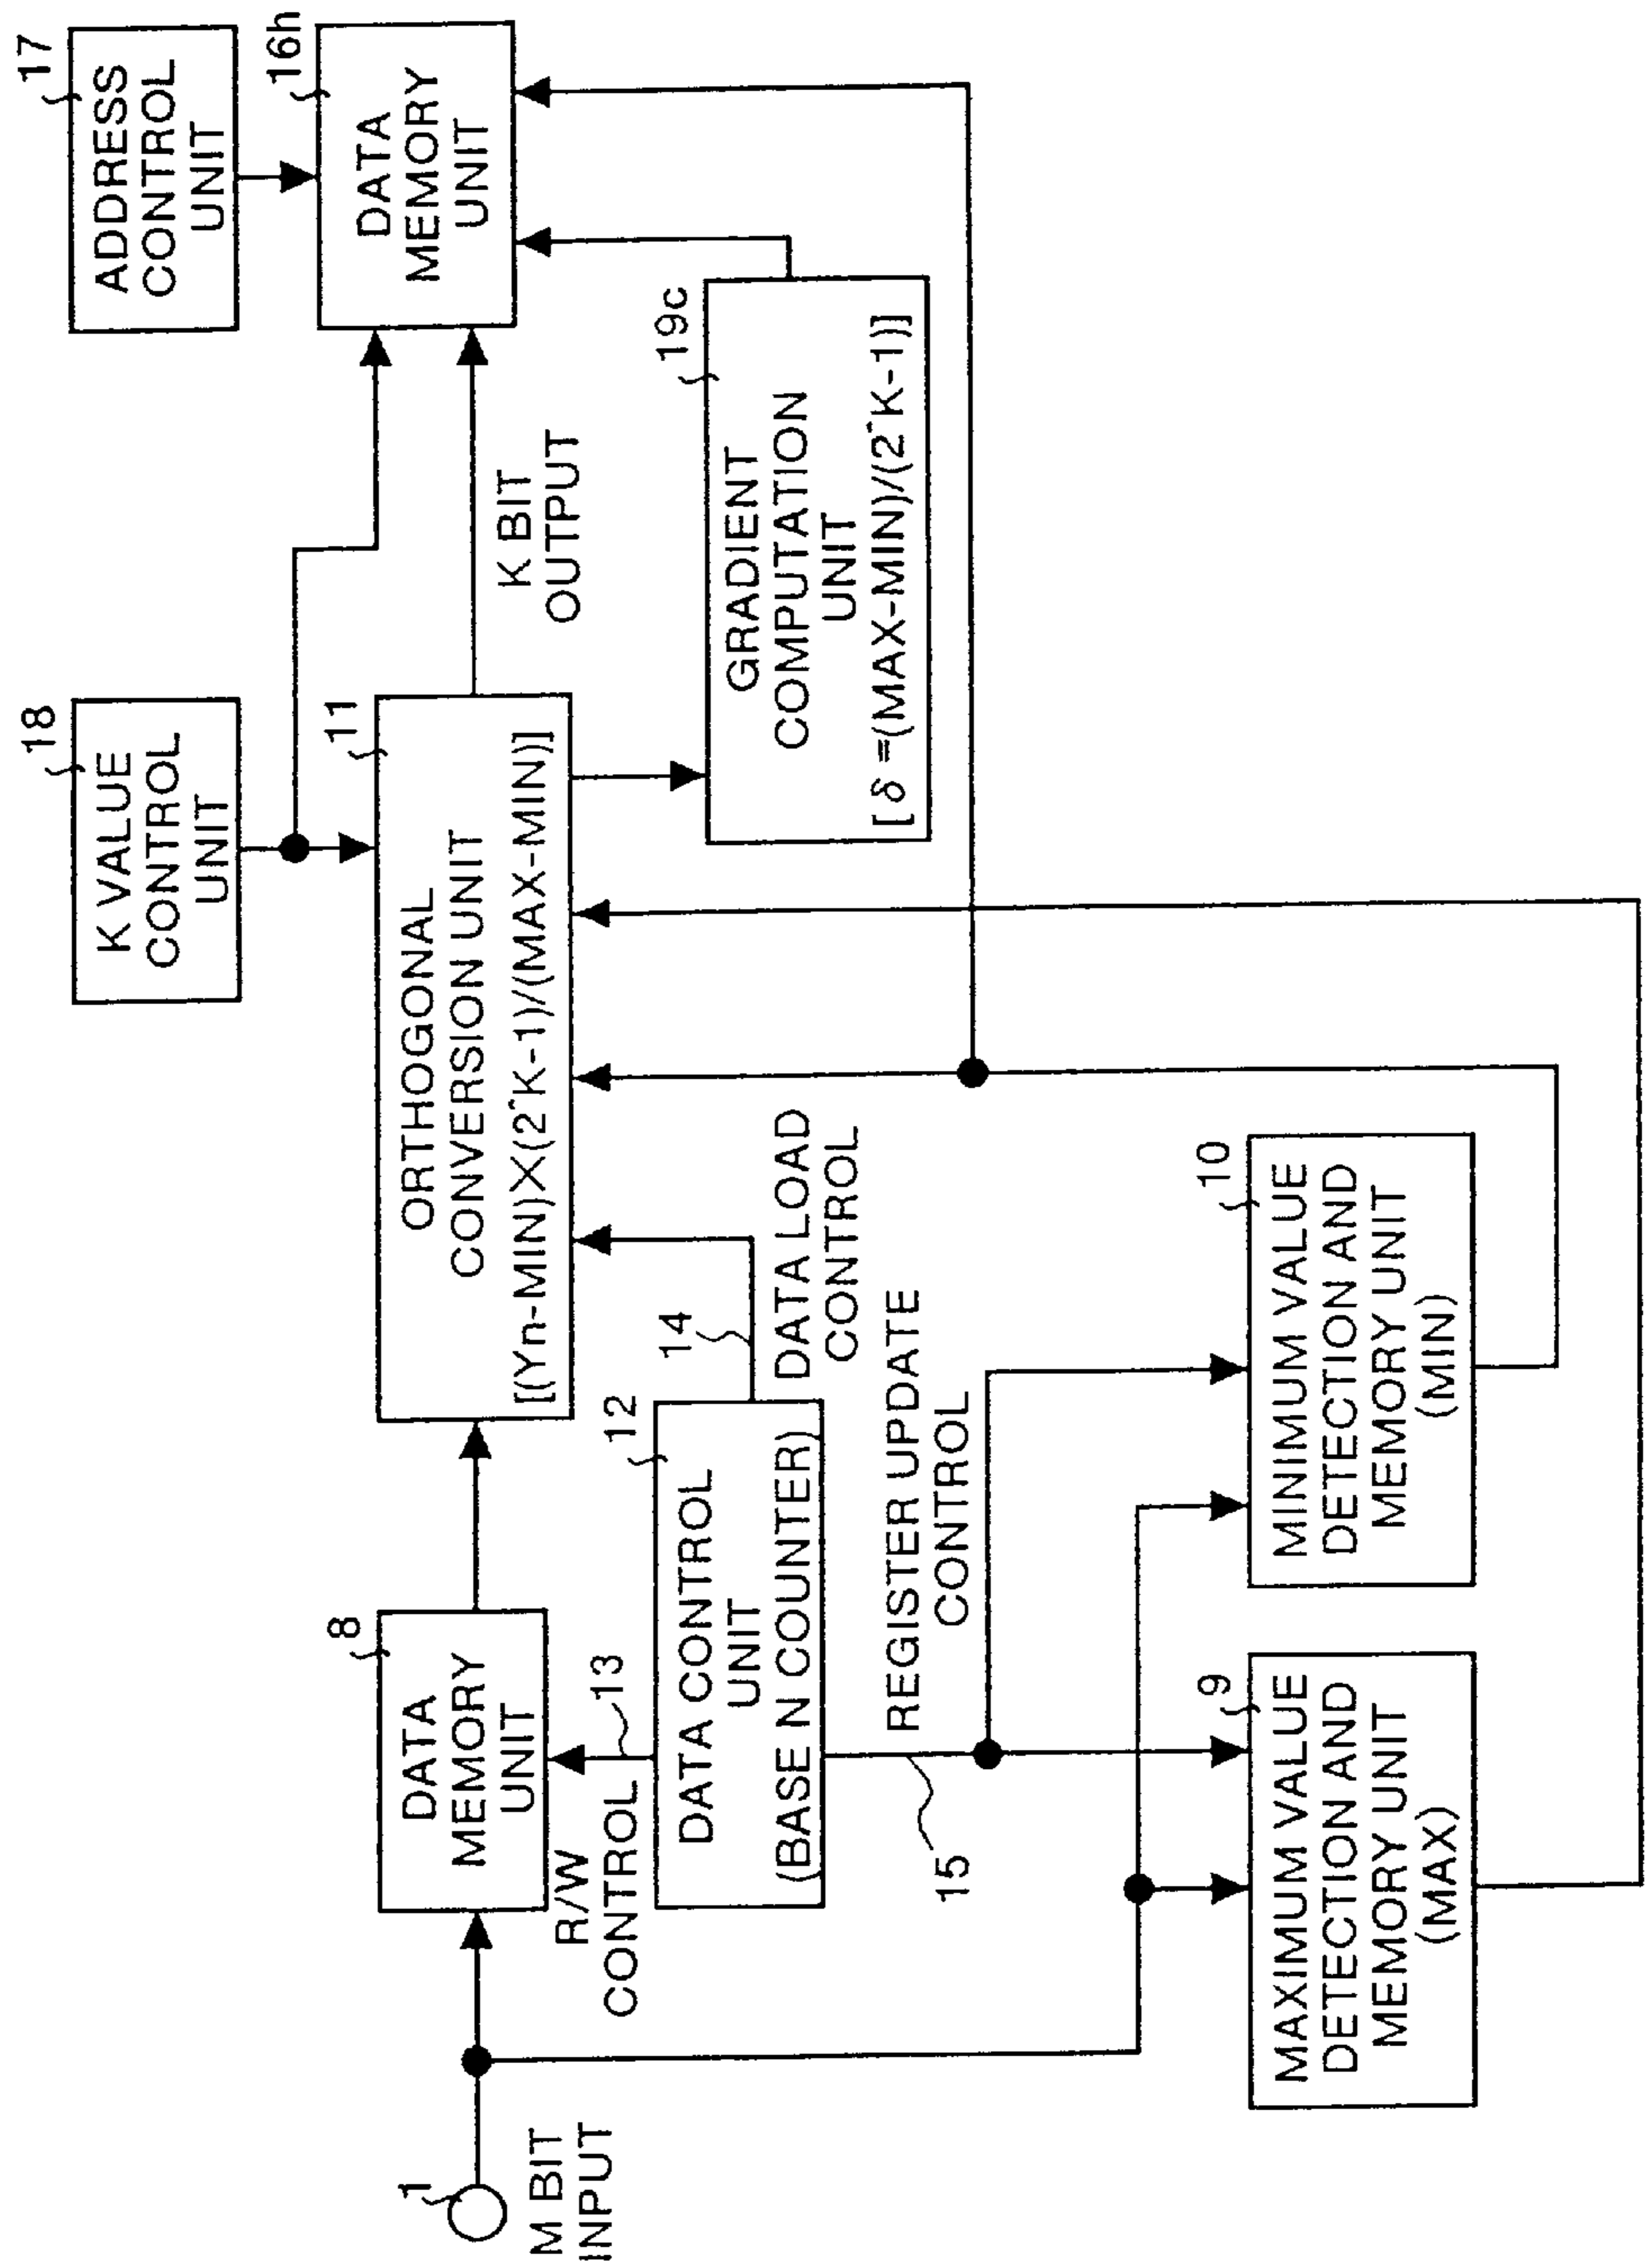 17
ADDRESS
CONTROL
UNIT
16h
DATA
MEMORY
UNIT
18
K VALUE
CONTROL
UNIT
11
ORTHOGONAL
CONVERSION UNIT
[(Yn-MIN)X(2^K-1)/(MAX-MIN)]
K BIT
OUTPUT
19c
GRADIENT
COMPUTATION
UNIT
[ δ =(MAX-MIN)/(2^K-1)]
8
DATA
MEMORY
UNIT
1
M BIT
INPUT
R/W
CONTROL
13
12
DATA CONTROL
UNIT
(BASE N COUNTER)
14
DATA LOAD
CONTROL
REGISTER UPDATE
CONTROL
15
10
MINIMUM VALUE
DETECTION AND
MEMORY UNIT
(MIN)
9
MAXIMUM VALUE
DETECTION AND
MEMORY UNIT
(MAX)